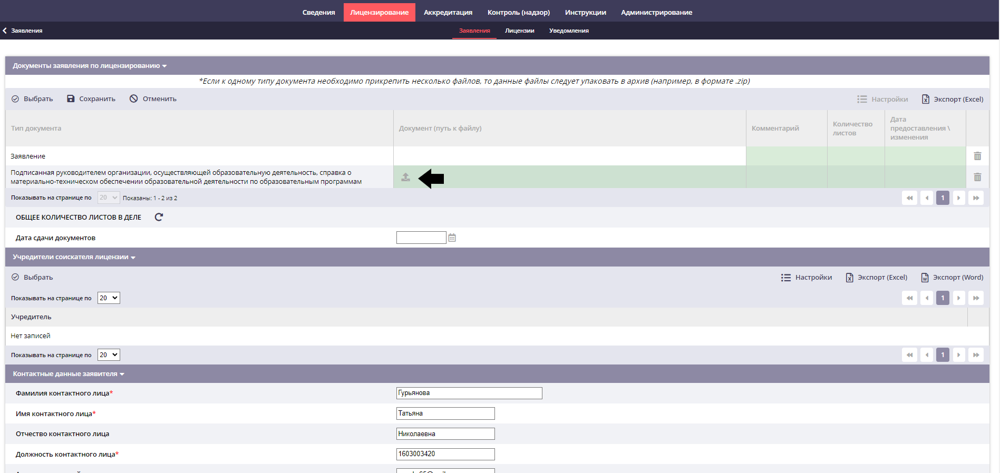 Сведения Лицензирование Аккредитация Контроль (надзор) Инструкции Администрирование
Заявления Заявления Лицензии Уведомления
Документы заявления по лицензированию
*Если к одному типу документа необходимо прикрепить несколько файлов, то данные файлы следует упаковать в архив (например, в формате .zip)
Выбрать Сохранить Отменить Настройки Экспорт (Excel)
Тип документа Документ (путь к файлу) Комментарий Количество листов Дата предоставления \ изменения
Заявление
Подписанная руководителем организации, осуществляющей образовательную деятельность, справка о
материально-техническом обеспечении образовательной деятельности по образовательным программам
Показывать на странице по 20 Показаны: 1 - 2 из 2 1
ОБЩЕЕ КОЛИЧЕСТВО ЛИСТОВ В ДЕЛЕ
Дата сдачи документов
Учредители соискателя лицензии
Выбрать Настройки Экспорт (Excel) Экспорт (Word)
Показывать на странице по 20 1
Учредитель
Нет записей
Показывать на странице по 20 1
Контактные данные заявителя
Фамилия контактного лица* Гурьянова
Имя контактного лица* Татьяна
Отчество контактного лица Николаевна
Должность контактного лица* 1603003420